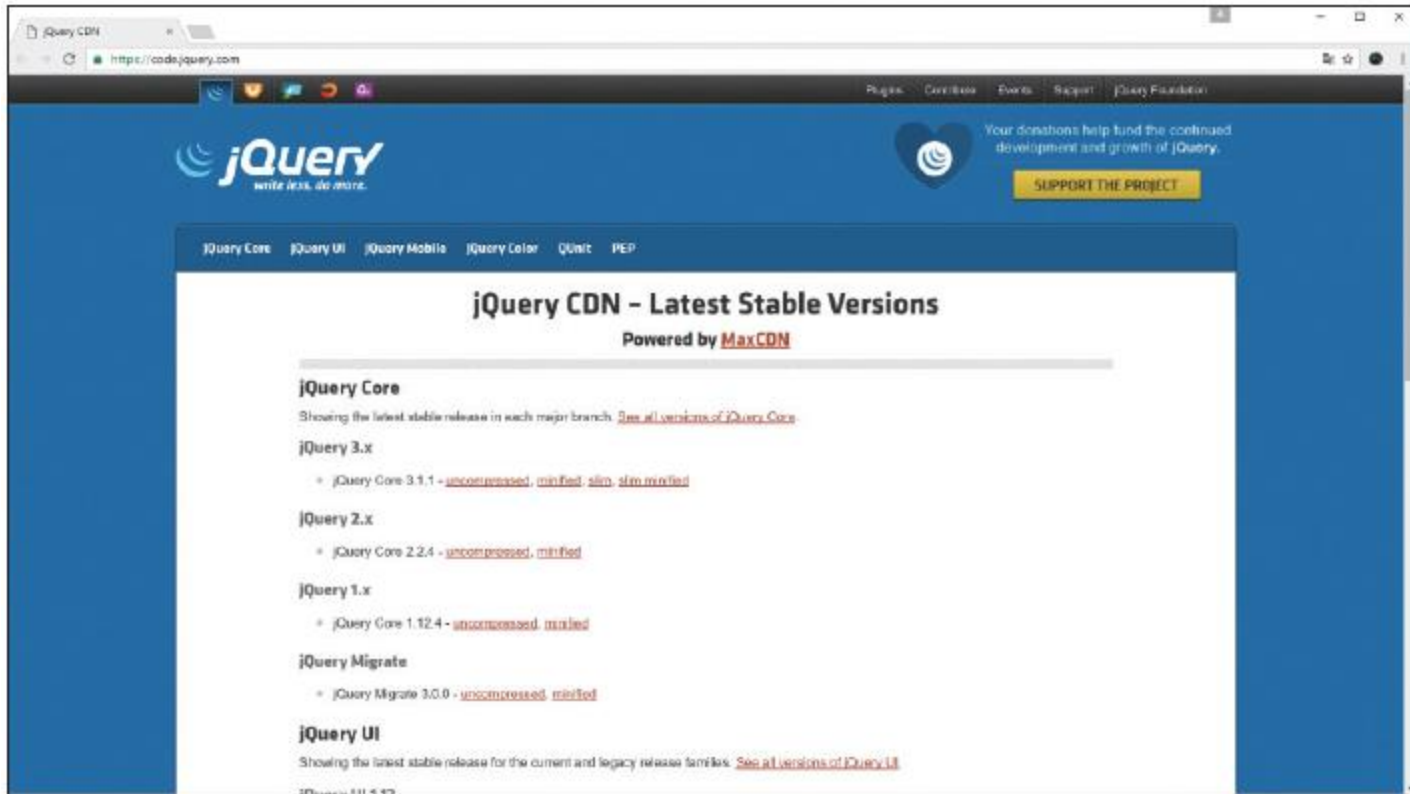 jQuery CDN
https://code.jquery.com
Plugins Contribute Events Support jQuery Foundation
jQuery
write less, do more.
Your donations help fund the continued
development and growth of jQuery.
SUPPORT THE PROJECT
jQuery Core jQuery UI jQuery Mobile jQuery Color QUnit PEP
jQuery CDN – Latest Stable Versions
Powered by MaxCDN
jQuery Core
Showing the latest stable release in each major branch. See all versions of jQuery Core.
jQuery 3.x
jQuery Core 3.1.1 - uncompressed, minified, slim, slim minified
jQuery 2.x
jQuery Core 2.2.4 - uncompressed, minified
jQuery 1.x
jQuery Core 1.12.4 - uncompressed, minified
jQuery Migrate
jQuery Migrate 3.0.0 - uncompressed, minified
jQuery UI
Showing the latest stable release for the current and legacy release families. See all versions of jQuery UI.
jQuery UI 1.12